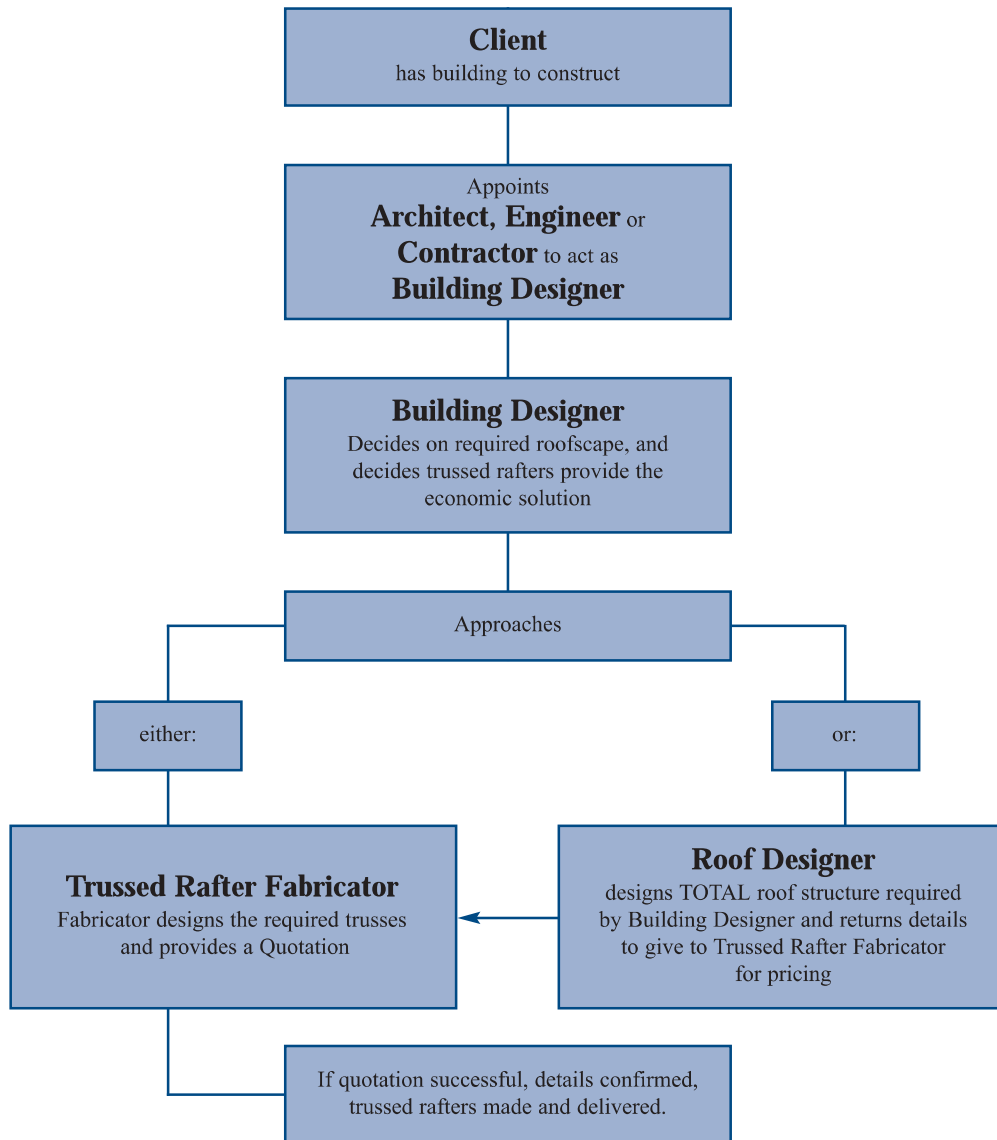 Client
has building to construct
Appoints
Architect, Engineer or
Contractor to act as
Building Designer
Building Designer
Decides on required roofscape, and
decides trussed rafters provide the
economic solution
Approaches
either:
or:
Trussed Rafter Fabricator
Fabricator designs the required trusses
and provides a Quotation
Roof Designer
designs TOTAL roof structure required
by Building Designer and returns details
to give to Trussed Rafter Fabricator
for pricing
If quotation successful, details confirmed,
trussed rafters made and delivered.